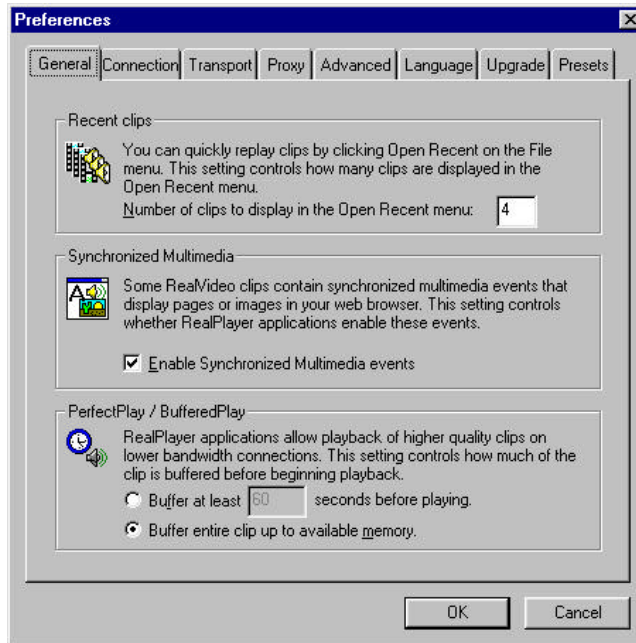 Preferences
General Connection Transport Proxy Advanced Language Upgrade Presets
Recent clips
You can quickly replay clips by clicking Open Recent on the File
menu. This setting controls how many clips are displayed in the
Open Recent menu.
Number of clips to display in the Open Recent menu: 4
Synchronized Multimedia
Some RealVideo clips contain synchronized multimedia events that
display pages or images in your web browser. This setting controls
whether RealPlayer applications enable these events.
Enable Synchronized Multimedia events
PerfectPlay / BufferedPlay
RealPlayer applications allow playback of higher quality clips on
lower bandwidth connections. This setting controls how much of the
clip is buffered before beginning playback.
Buffer at least 60 seconds before playing.
Buffer entire clip up to available memory.
OK Cancel